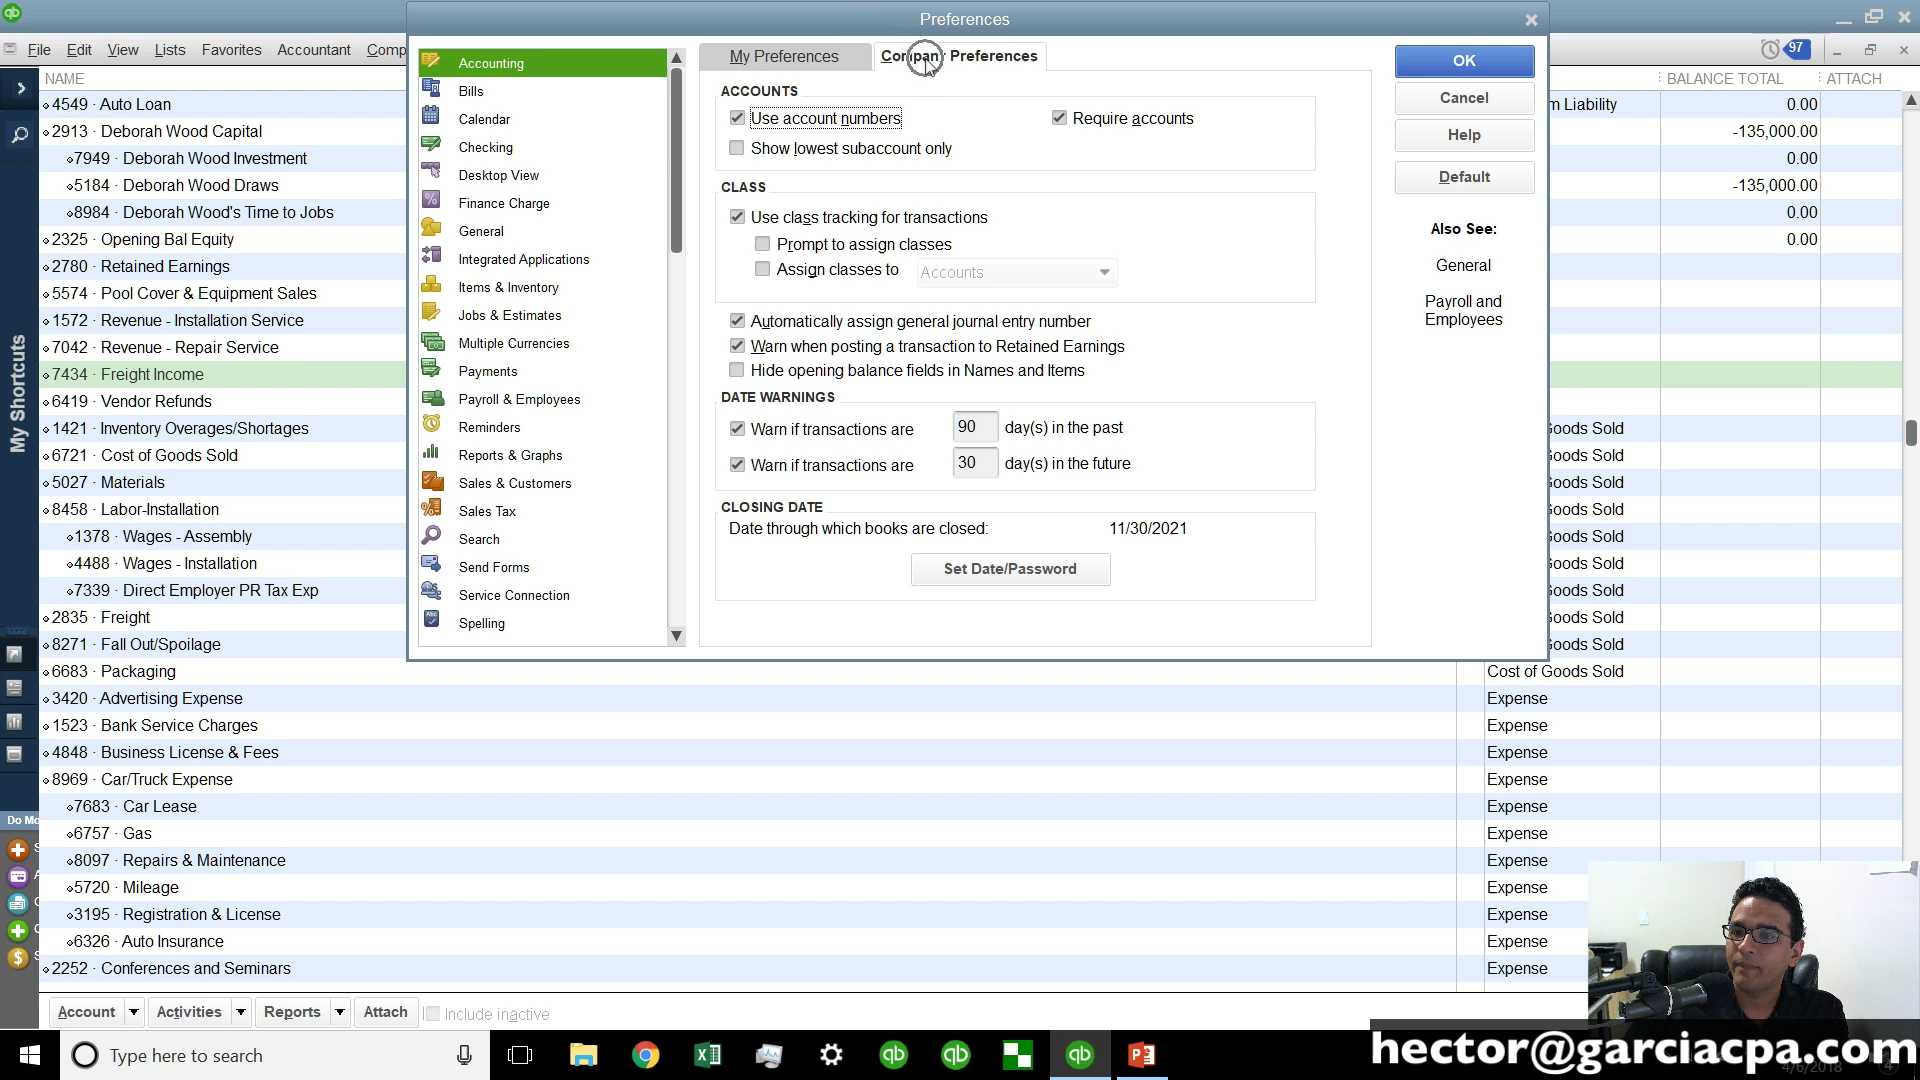 Preferences
File Edit View Lists Favorites Accountant Comp
97
My Preferences
Company Preferences
OK
Cancel
Help
Default
Also See:
General
Payroll and
Employees
Accounting
Bills
Calendar
Checking
Desktop View
Finance Charge
General
Integrated Applications
Items & Inventory
Jobs & Estimates
Multiple Currencies
Payments
Payroll & Employees
Reminders
Reports & Graphs
Sales & Customers
Sales Tax
Search
Send Forms
Service Connection
Spelling
ACCOUNTS
Use account numbers
Require accounts
Show lowest subaccount only
CLASS
Use class tracking for transactions
Prompt to assign classes
Assign classes to Accounts
Automatically assign general journal entry number
Warn when posting a transaction to Retained Earnings
Hide opening balance fields in Names and Items
DATE WARNINGS
Warn if transactions are 90 day(s) in the past
Warn if transactions are 30 day(s) in the future
CLOSING DATE
Date through which books are closed: 11/30/2021
Set Date/Password
My Shortcuts
Do Mo
NAME BALANCE TOTAL ATTACH
4549 · Auto Loan m Liability 0.00
2913 · Deborah Wood Capital -135,000.00
7949 · Deborah Wood Investment 0.00
5184 · Deborah Wood Draws -135,000.00
8984 · Deborah Wood's Time to Jobs 0.00
2325 · Opening Bal Equity 0.00
2780 · Retained Earnings
5574 · Pool Cover & Equipment Sales
1572 · Revenue - Installation Service
7042 · Revenue - Repair Service
7434 · Freight Income
6419 · Vendor Refunds
1421 · Inventory Overages/Shortages Goods Sold
6721 · Cost of Goods Sold Goods Sold
5027 · Materials Goods Sold
8458 · Labor-Installation Goods Sold
1378 · Wages - Assembly Goods Sold
4488 · Wages - Installation Goods Sold
7339 · Direct Employer PR Tax Exp Goods Sold
2835 · Freight Goods Sold
8271 · Fall Out/Spoilage Goods Sold
6683 · Packaging Cost of Goods Sold
3420 · Advertising Expense Expense
1523 · Bank Service Charges Expense
4848 · Business License & Fees Expense
8969 · Car/Truck Expense Expense
7683 · Car Lease Expense
6757 · Gas Expense
8097 · Repairs & Maintenance Expense
5720 · Mileage Expense
3195 · Registration & License Expense
6326 · Auto Insurance Expense
2252 · Conferences and Seminars Expense
Account Activities Reports Attach Include inactive
Type here to search
hector@garciacpa.com
4/6/2018